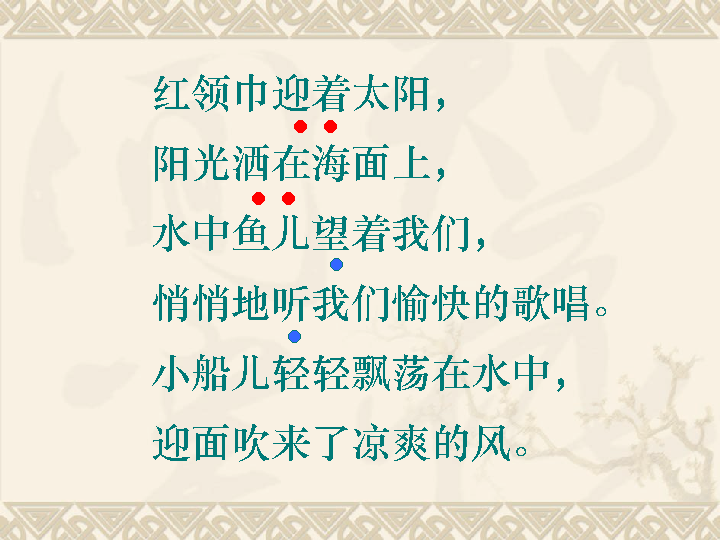 红领巾迎着太阳，
阳光洒在海面上，
水中鱼儿望着我们，
悄悄地听我们愉快的歌唱。
小船儿轻轻飘荡在水中，
迎面吹来了凉爽的风。